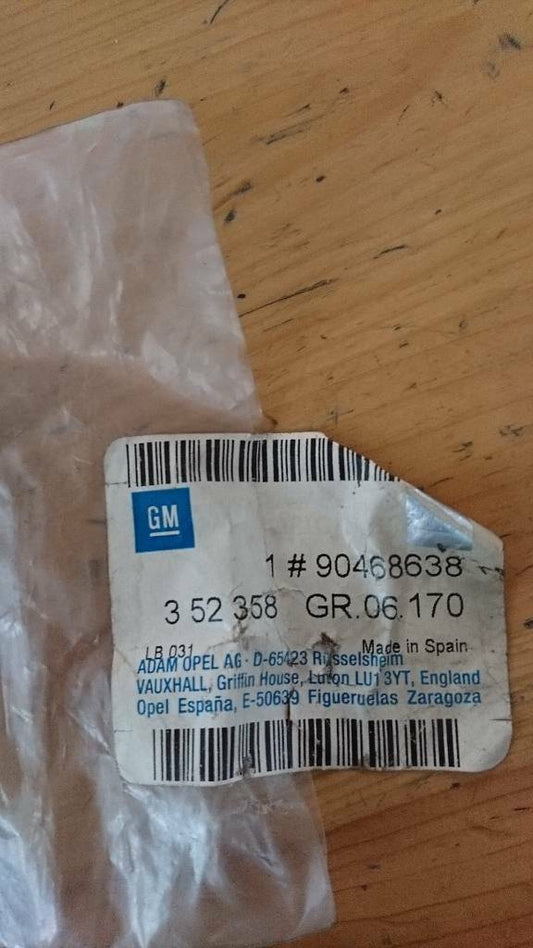 GM
1 # 90468638
3 52 358 GR.06.170
LB 031 Made in Spain
ADAM OPEL AG · D-65423 Rüsselsheim
VAUXHALL, Griffin House, Luton LU1 3YT, England
Opel España, E-50639 Figueruelas Zaragoza